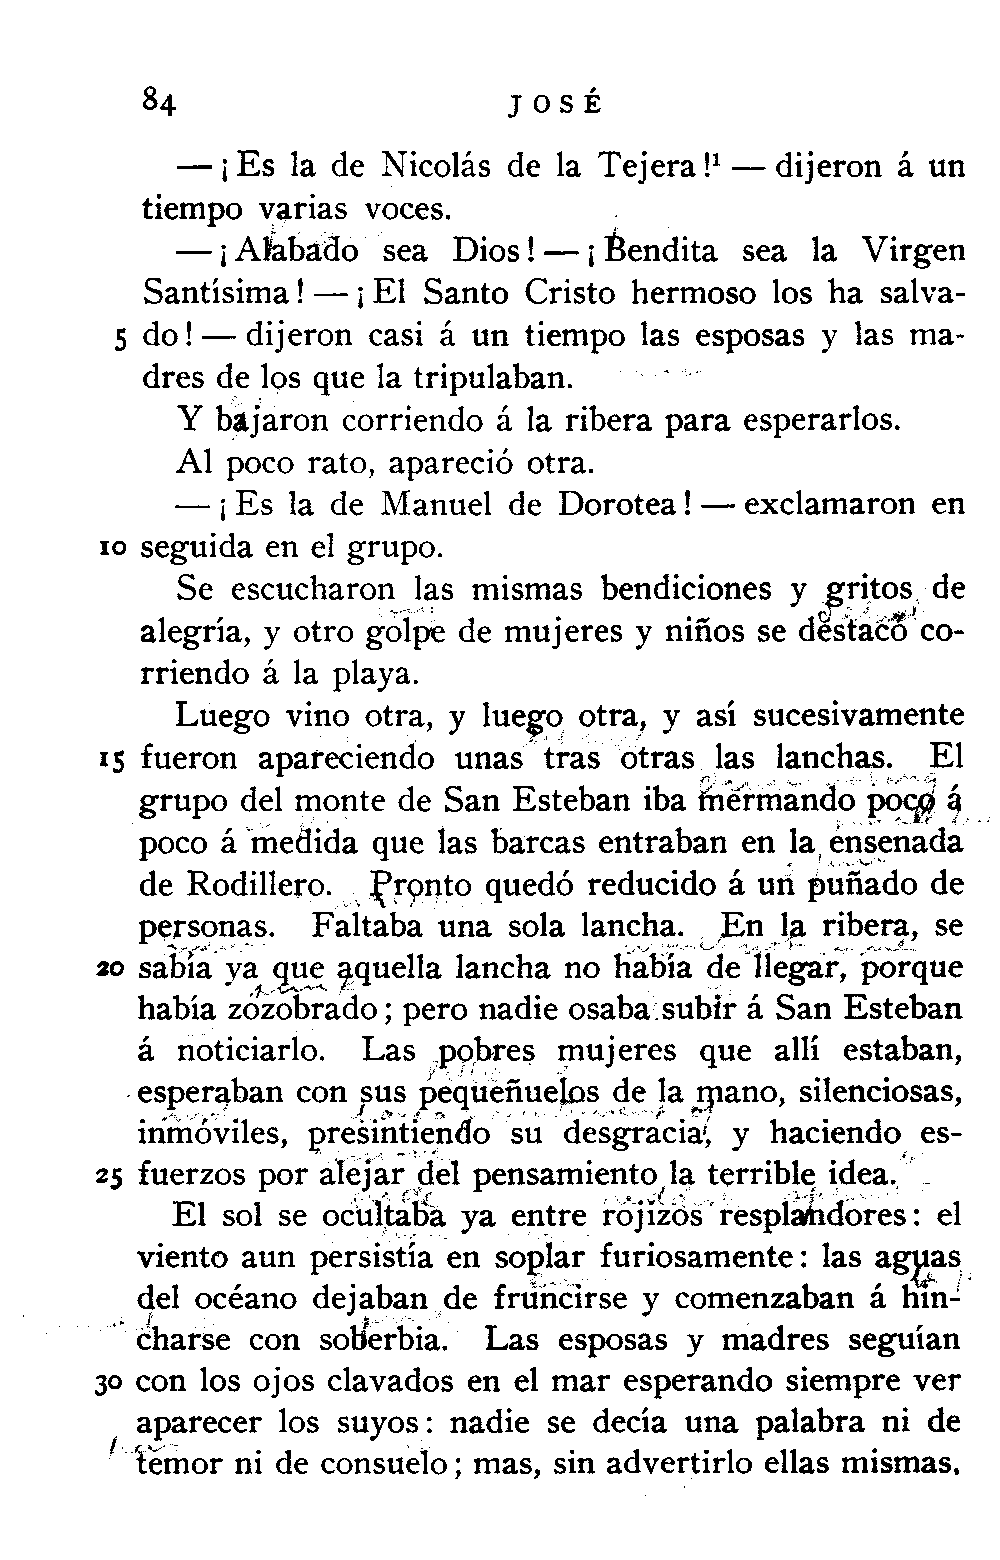 84 JOSÉ
— ¡Es la de Nicolás de la Tejera!¹ — dijeron á un
tiempo varias voces.
— ¡Alabado sea Dios! — ¡Bendita sea la Virgen
Santísima! — ¡El Santo Cristo hermoso los ha salva-
5 do! — dijeron casi á un tiempo las esposas y las ma-
dres de los que la tripulaban.
Y bajaron corriendo á la ribera para esperarlos.
Al poco rato, apareció otra.
— ¡Es la de Manuel de Dorotea! — exclamaron en
10 seguida en el grupo.
Se escucharon las mismas bendiciones y gritos de
alegría, y otro golpe de mujeres y niños se destacó co-
rriendo á la playa.
Luego vino otra, y luego otra, y así sucesivamente
15 fueron apareciendo unas tras otras las lanchas. El
grupo del monte de San Esteban iba mermando poco á
poco á medida que las barcas entraban en la ensenada
de Rodillero. Pronto quedó reducido á un puñado de
personas. Faltaba una sola lancha. En la ribera, se
20 sabía ya que aquella lancha no había de llegar, porque
había zozobrado; pero nadie osaba subir á San Esteban
á noticiarlo. Las pobres mujeres que allí estaban,
esperaban con sus pequeñuelos de la mano, silenciosas,
inmóviles, presintiendo su desgracia, y haciendo es-
25 fuerzos por alejar del pensamiento la terrible idea.
El sol se ocultaba ya entre rojizos resplandores: el
viento aun persistía en soplar furiosamente: las aguas
del océano dejaban de fruncirse y comenzaban á hin-
charse con soberbia. Las esposas y madres seguían
30 con los ojos clavados en el mar esperando siempre ver
aparecer los suyos: nadie se decía una palabra ni de
temor ni de consuelo; mas, sin advertirlo ellas mismas,